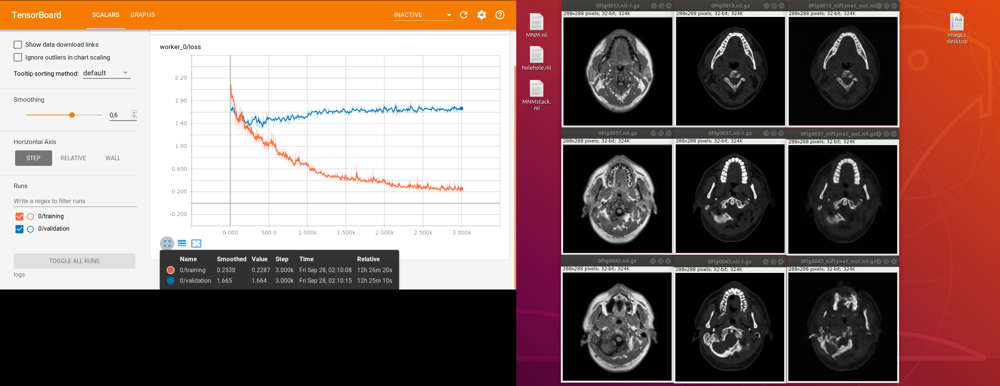 TensorBoard SCALARS GRAPHS INACTIVE
Show data download links
Ignore outliers in chart scaling
Tooltip sorting method: default
Smoothing
0,6
Horizontal Axis
STEP RELATIVE WALL
Runs
Write a regex to filter runs
0/training
0/validation
TOGGLE ALL RUNS
logs
worker_0/loss
2.20
1.80
1.40
1.00
0.600
0.200
-0.200
0.000 500.0 1.000k 1.500k 2.000k 2.500k 3.000k
Name Smoothed Value Step Time Relative
0/training 0.2538 0.2287 3.000k Fri Sep 28, 02:10:08 12h 26m 20s
0/validation 1.665 1.664 3.000k Fri Sep 28, 02:10:15 12h 25m 10s
MNM.nii
holehole.nii
MNMstack.
nii
0Fig0013.nii-1.gz
288x288 pixels; 32-bit; 324K
0Fig0013.nii.gz
288x288 pixels; 32-bit; 324K
0Fig0013_niftynet_out.nii
288x288 pixels; 32-bit; 324K
0Fig0037.nii.gz
288x288 pixels; 32-bit; 324K
0Fig0037.nii-1.gz
288x288 pixels; 32-bit; 324K
0Fig0037_niftynet_out.nii.gz
288x288 pixels; 32-bit; 324K
0Fig0043.nii.gz
288x288 pixels; 32-bit; 324K
0Fig0043.nii-1.gz
288x288 pixels; 32-bit; 324K
0Fig0043_niftynet_out.nii.gz
288x288 pixels; 32-bit; 324K
Aa
ImageJ.
desktop